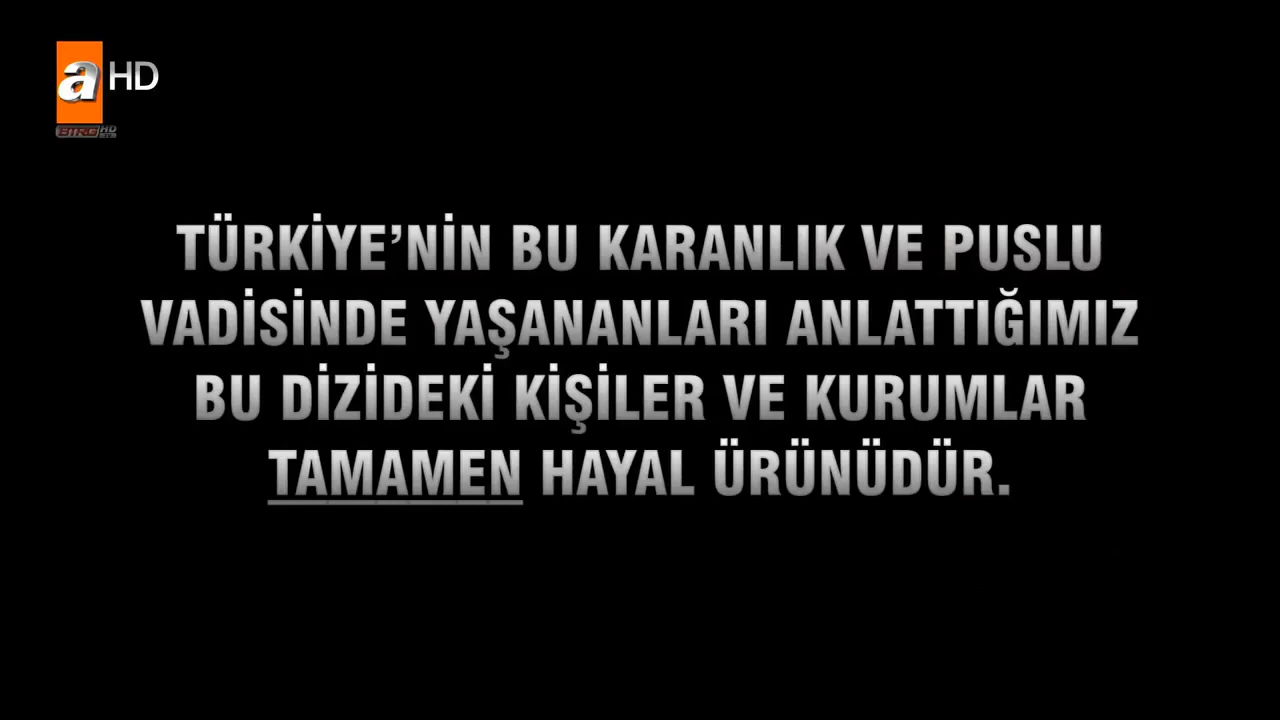 a HD
HD
TÜRKİYE’NİN BU KARANLIK VE PUSLU
VADİSİNDE YAŞANANLARI ANLATTIĞIMIZ
BU DİZİDEKİ KİŞİLER VE KURUMLAR
TAMAMEN HAYAL ÜRÜNÜDÜR.